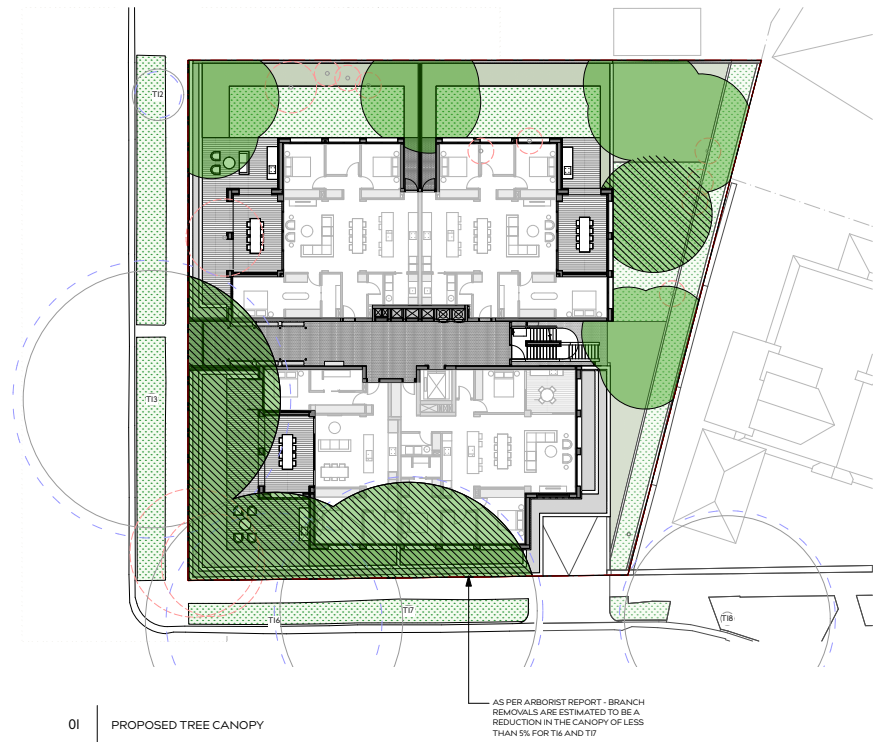 T12
T13
T16
T17
T18
AS PER ARBORIST REPORT - BRANCH
REMOVALS ARE ESTIMATED TO BE A
REDUCTION IN THE CANOPY OF LESS
THAN 5% FOR T16 AND T17
01
PROPOSED TREE CANOPY